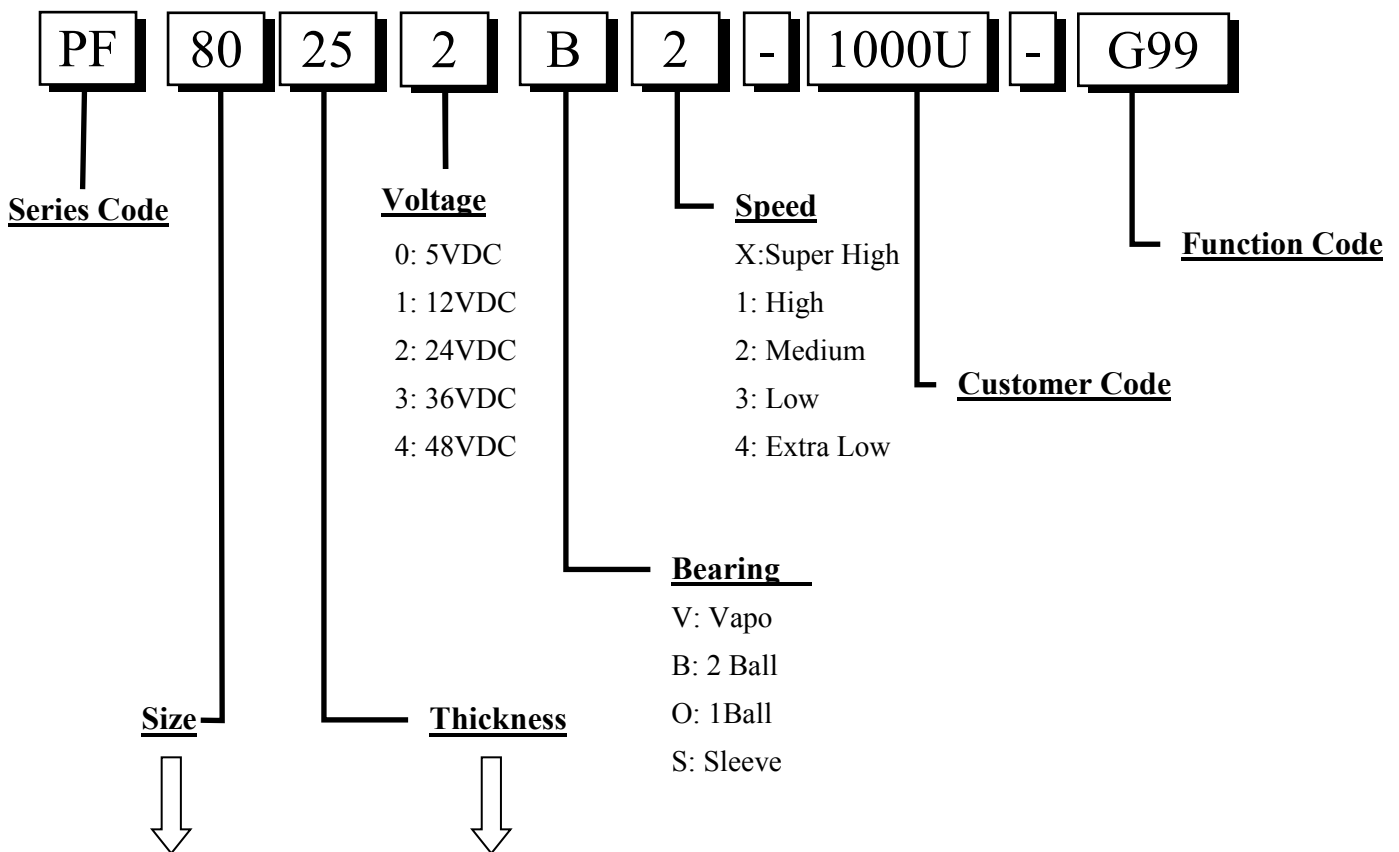 PF 80 25 2 B 2 - 1000U - G99
Series Code
Voltage
0: 5VDC
1: 12VDC
2: 24VDC
3: 36VDC
4: 48VDC
Speed
X:Super High
1: High
2: Medium
3: Low
4: Extra Low
Function Code
Customer Code
Bearing
V: Vapo
B: 2 Ball
O: 1Ball
S: Sleeve
Size
Thickness